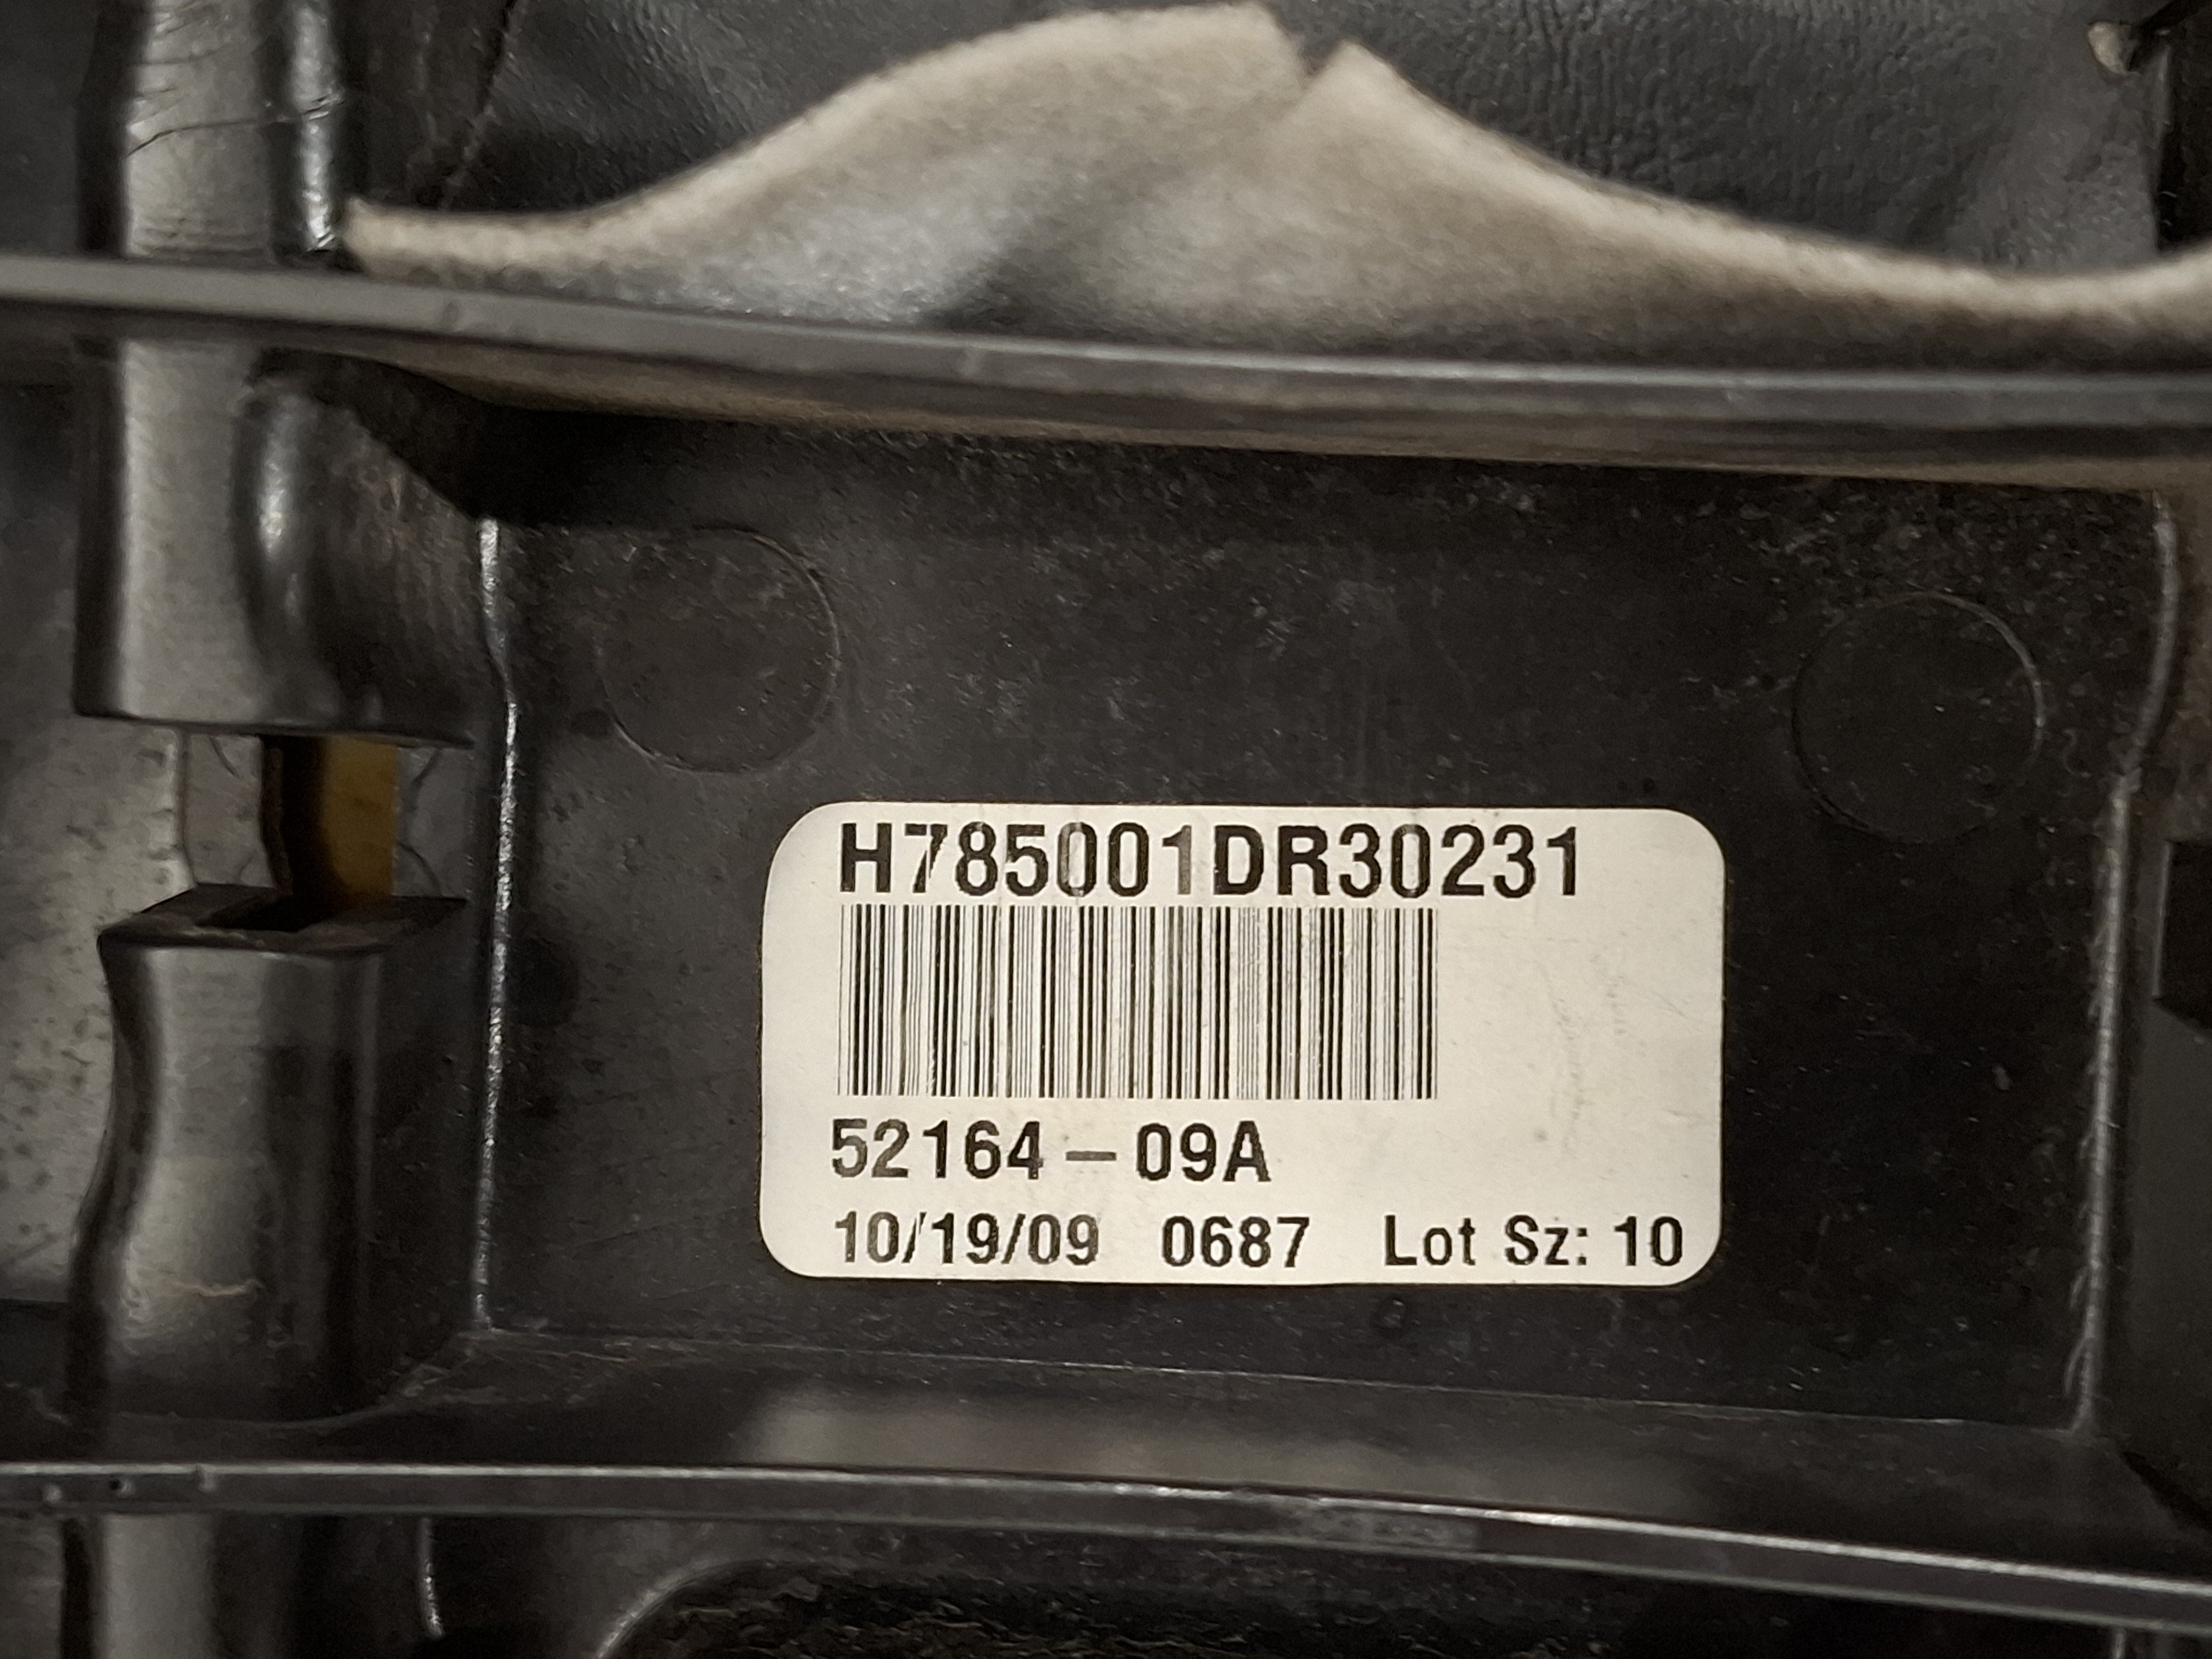 H785001DR30231
52164-09A
10/19/09 0687 Lot Sz: 10